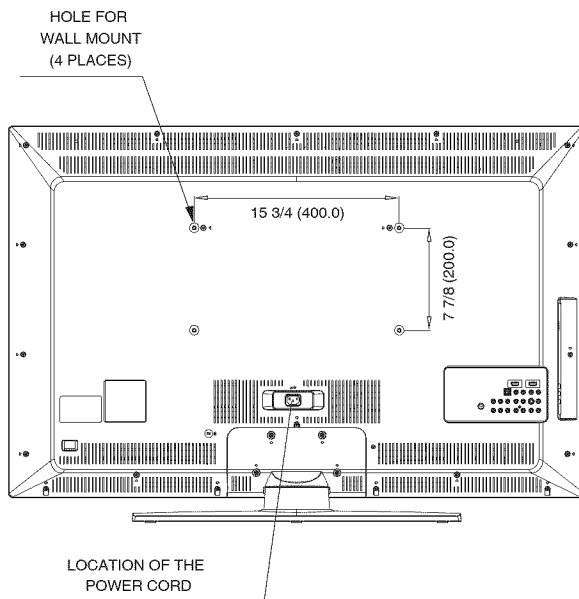 HOLE FOR
WALL MOUNT
(4 PLACES)
15 3/4 (400.0)
7 7/8 (200.0)
LOCATION OF THE
POWER CORD